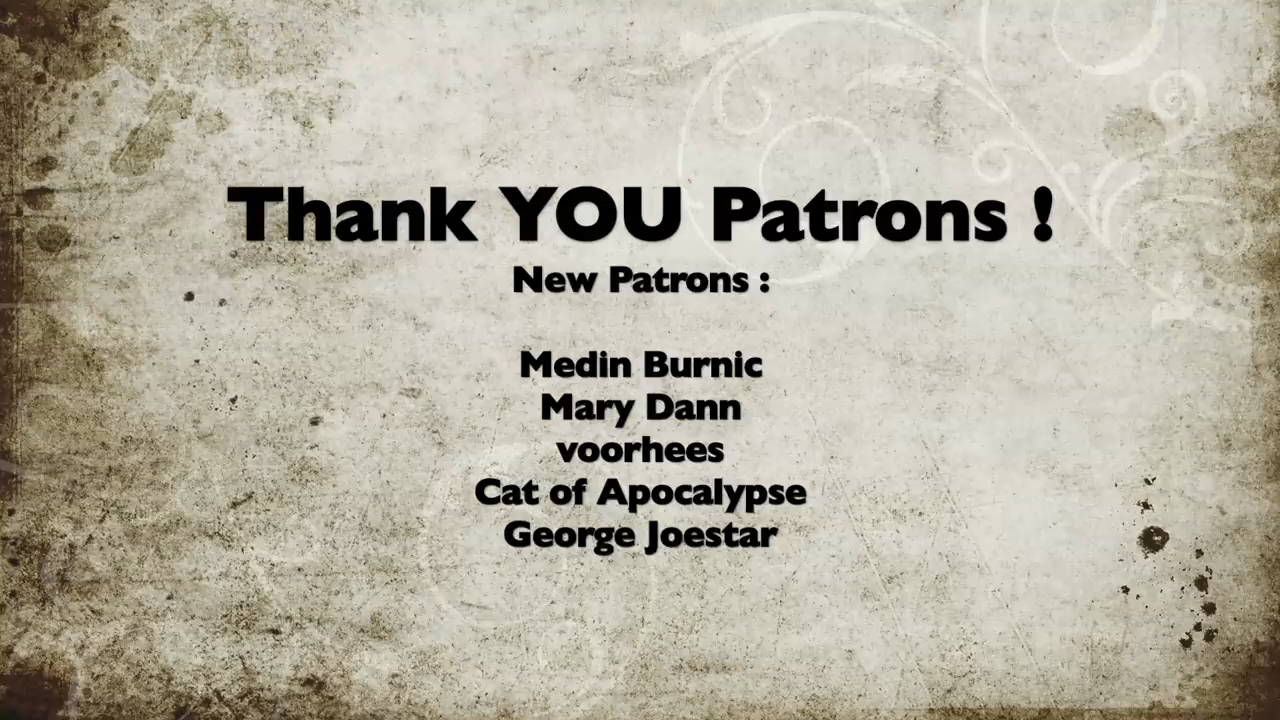 Thank YOU Patrons !
New Patrons :
Medin Burnic
Mary Dann
voorhees
Cat of Apocalypse
George Joestar